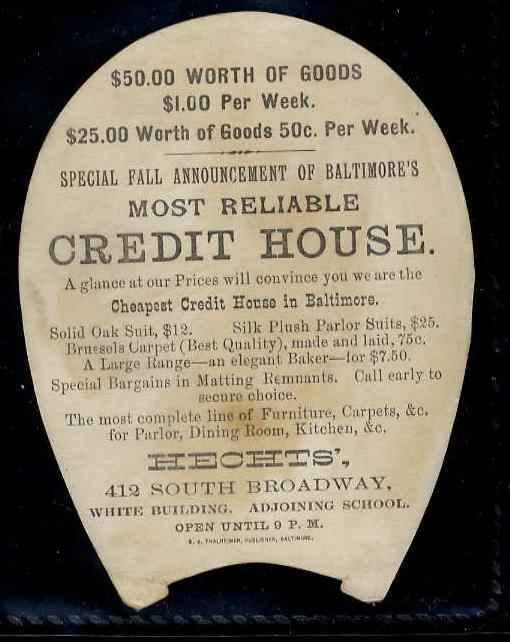 $50.00 WORTH OF GOODS
$1.00 Per Week.
$25.00 Worth of Goods 50c. Per Week.
SPECIAL FALL ANNOUNCEMENT OF BALTIMORE'S
MOST RELIABLE
CREDIT HOUSE.
A glance at our Prices will convince you we are the
Cheapest Credit House in Baltimore.
Solid Oak Suit, $12. Silk Plush Parlor Suits, $25.
Brussels Carpet (Best Quality), made and laid, 75c.
A Large Range—an elegant Baker—for $7.50.
Special Bargains in Matting Remnants. Call early to
secure choice.
The most complete line of Furniture, Carpets, &c.
for Parlor, Dining Room, Kitchen, &c.
HECHTS',
412 SOUTH BROADWAY,
WHITE BUILDING. ADJOINING SCHOOL.
OPEN UNTIL 9 P. M.
THALHEIMER, PUBLISHER, BALTIMORE.